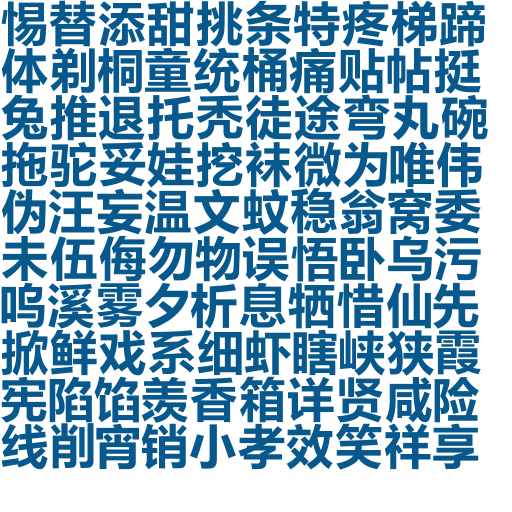 惕替添甜挑条特疼梯蹄
体剃桐童统桶痛贴帖挺
兔推退托秃徒途弯丸碗
拖驼妥娃挖袜微为唯伟
伪汪妄温文蚊稳翁窝委
未伍侮勿物误悟卧乌污
呜溪雾夕析息牺惜仙先
掀鲜戏系细虾瞎峡狭霞
宪陷馅羡香箱详贤咸险
线削宵销小孝效笑祥享